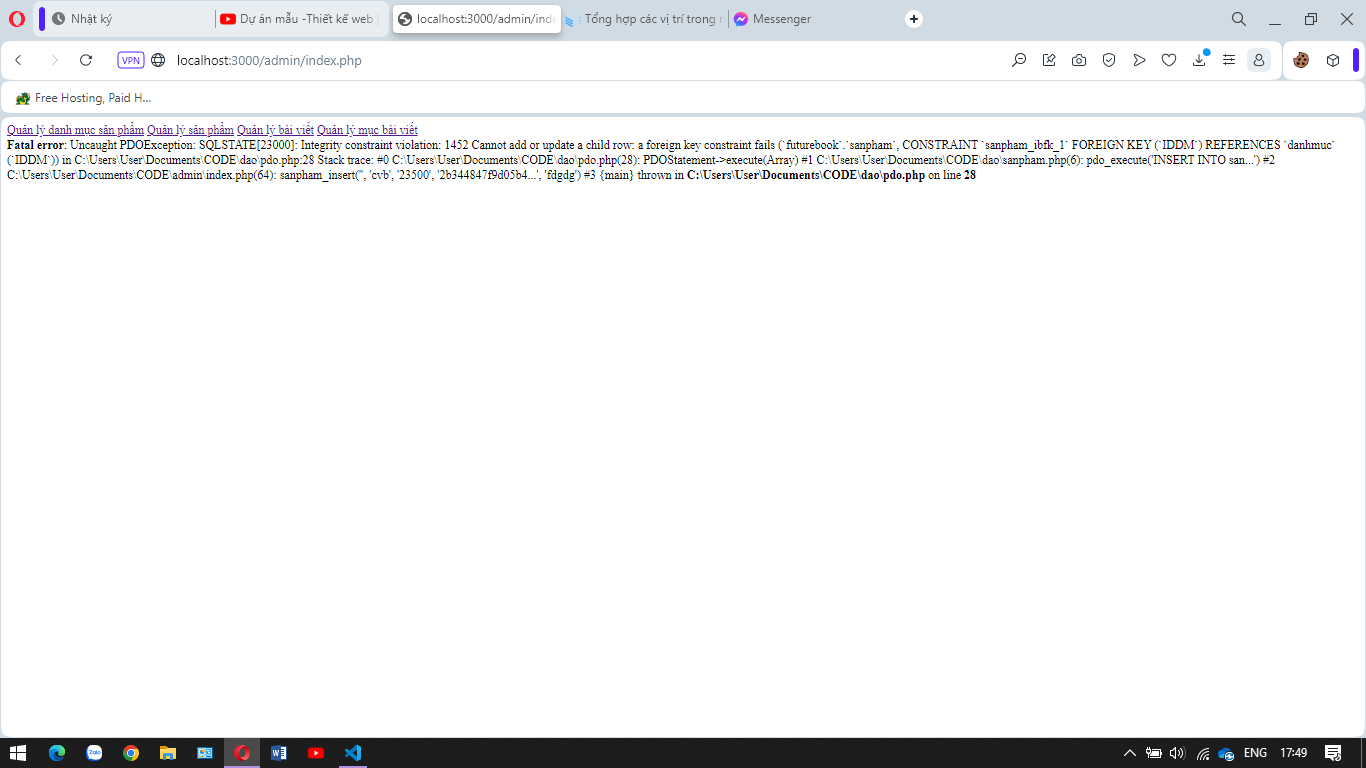 Nhật ký
Dự án mẫu -Thiết kế web
localhost:3000/admin/inde
Tổng hợp các vị trí trong
Messenger
VPN
localhost:3000/admin/index.php
Free Hosting, Paid H...
Quản lý danh mục sản phẩm Quản lý sản phẩm Quản lý bài viết Quản lý mục bài viết
Fatal error: Uncaught PDOException: SQLSTATE[23000]: Integrity constraint violation: 1452 Cannot add or update a child row: a foreign key constraint fails (`futurebook`.`sanpham`, CONSTRAINT `sanpham_ibfk_1` FOREIGN KEY (`IDDM`) REFERENCES `danhmuc`
(`IDDM`)) in C:\Users\User\Documents\CODE\dao\pdo.php:28 Stack trace: #0 C:\Users\User\Documents\CODE\dao\pdo.php(28): PDOStatement->execute(Array) #1 C:\Users\User\Documents\CODE\dao\sanpham.php(6): pdo_execute('INSERT INTO san...') #2
C:\Users\User\Documents\CODE\admin\index.php(64): sanpham_insert('', 'cvb', '23500', '2b344847f9d05b4...', 'fdgdg') #3 {main} thrown in C:\Users\User\Documents\CODE\dao\pdo.php on line 28
Zalo
ENG
17:49